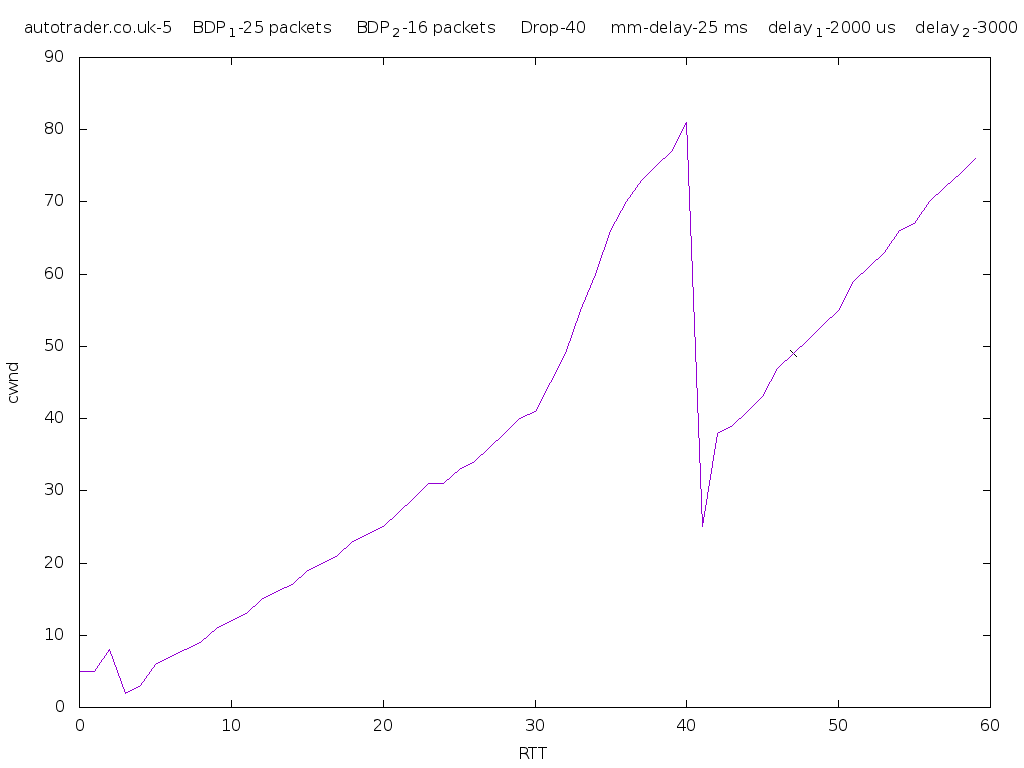 autotrader.co.uk-5 BDP1-25 packets BDP2-16 packets Drop-40 mm-delay-25 ms delay1-2000 us delay2-3000
90
80
70
60
50
40
30
20
10
0
cwnd
0 10 20 30 40 50 60
RTT